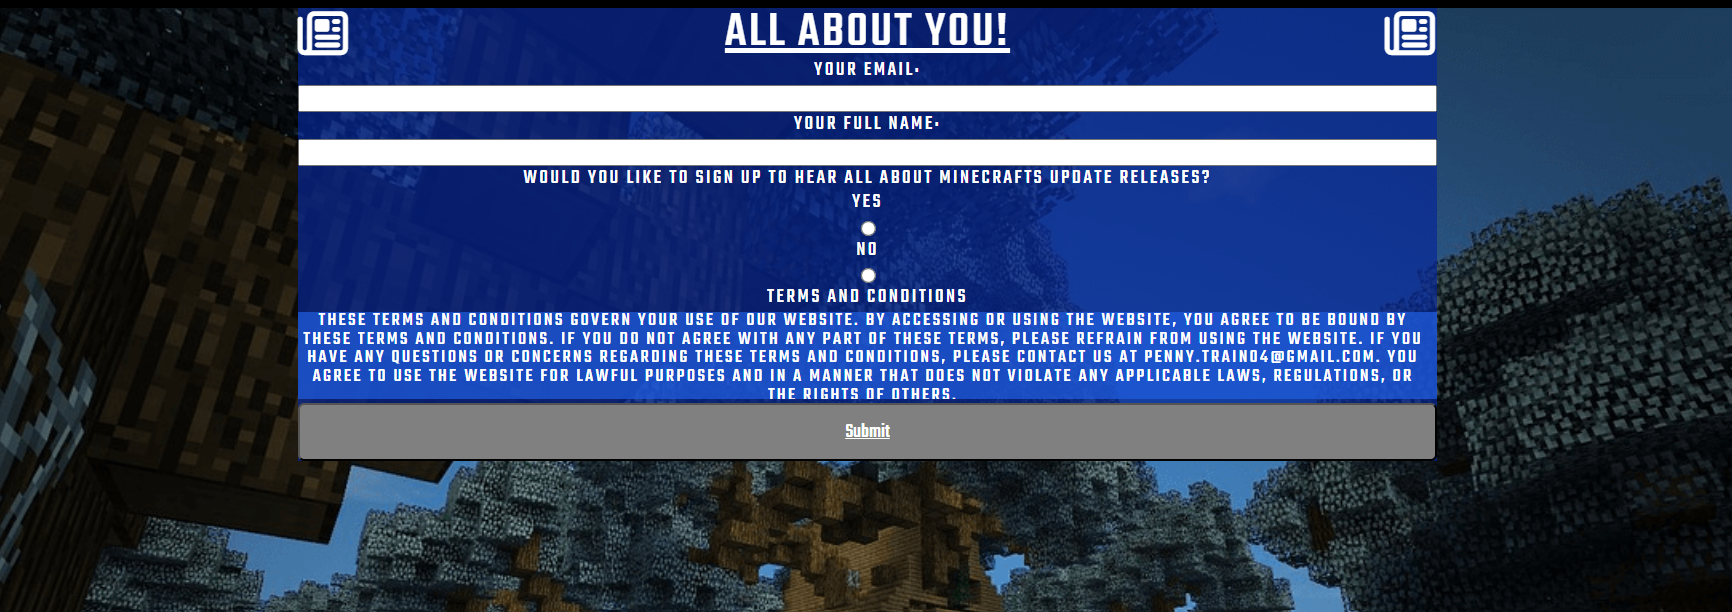 ALL ABOUT YOU!
YOUR EMAIL:
YOUR FULL NAME:
WOULD YOU LIKE TO SIGN UP TO HEAR ALL ABOUT MINECRAFTS UPDATE RELEASES?
YES
NO
TERMS AND CONDITIONS
THESE TERMS AND CONDITIONS GOVERN YOUR USE OF OUR WEBSITE. BY ACCESSING OR USING THE WEBSITE, YOU AGREE TO BE BOUND BY
THESE TERMS AND CONDITIONS. IF YOU DO NOT AGREE WITH ANY PART OF THESE TERMS, PLEASE REFRAIN FROM USING THE WEBSITE. IF YOU
HAVE ANY QUESTIONS OR CONCERNS REGARDING THESE TERMS AND CONDITIONS, PLEASE CONTACT US AT PENNY.TRAIN04@GMAIL.COM. YOU
AGREE TO USE THE WEBSITE FOR LAWFUL PURPOSES AND IN A MANNER THAT DOES NOT VIOLATE ANY APPLICABLE LAWS, REGULATIONS, OR
THE RIGHTS OF OTHERS.
Submit